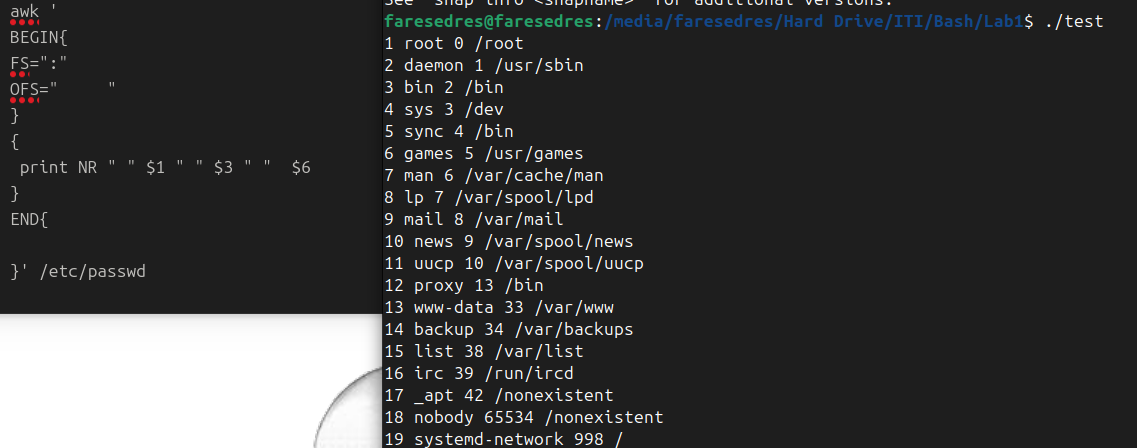 awk '
BEGIN{
FS=":"
OFS="     "
}
{
 print NR " " $1 " " $3 " "  $6
}
END{

}' /etc/passwd
See 'snap info <snapname>' for additional versions.
faresedres@faresedres:/media/faresedres/Hard Drive/ITI/Bash/Lab1$ ./test
1 root 0 /root
2 daemon 1 /usr/sbin
3 bin 2 /bin
4 sys 3 /dev
5 sync 4 /bin
6 games 5 /usr/games
7 man 6 /var/cache/man
8 lp 7 /var/spool/lpd
9 mail 8 /var/mail
10 news 9 /var/spool/news
11 uucp 10 /var/spool/uucp
12 proxy 13 /bin
13 www-data 33 /var/www
14 backup 34 /var/backups
15 list 38 /var/list
16 irc 39 /run/ircd
17 _apt 42 /nonexistent
18 nobody 65534 /nonexistent
19 systemd-network 998 /